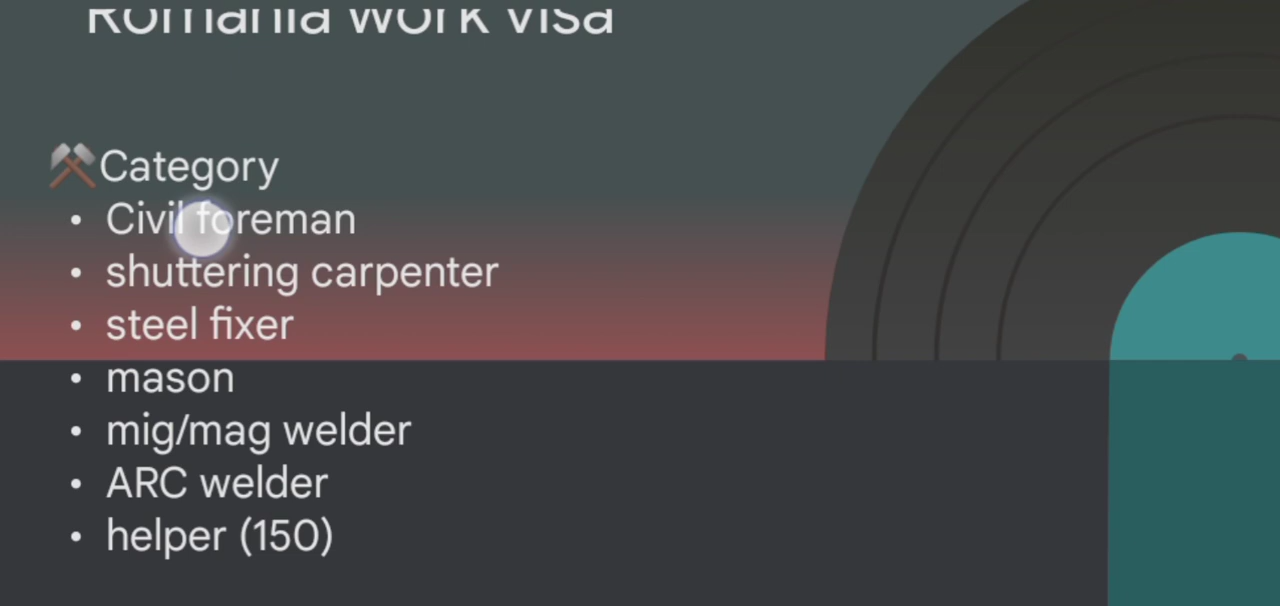 Romania work visa
⚒Category
• Civil foreman
• shuttering carpenter
• steel fixer
• mason
• mig/mag welder
• ARC welder
• helper (150)